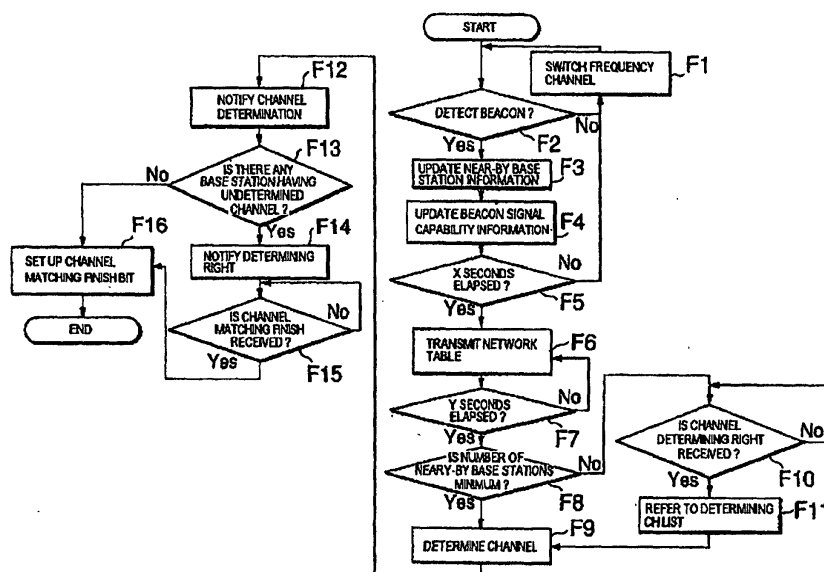 START
SWITCH FREQUENCY
CHANNEL
F1
DETECT BEACON ?
No
F2
Yes
UPDATE NEAR-BY BASE
STATION INFORMATION
F3
UPDATE BEACON SIGNAL
CAPABILITY INFORMATION
F4
X SECONDS
ELAPSED ?
No
F5
Yes
TRANSMIT NETWORK
TABLE
F6
Y SECONDS
ELAPSED ?
No
F7
Yes
IS NUMBER OF
NEARY-BY BASE STATIONS
MINIMUM ?
No
F8
Yes
DETERMINE CHANNEL
F9
IS CHANNEL
DETERMINING RIGHT
RECEIVED ?
No
F10
Yes
REFER TO DETERMINING
CH LIST
F11
NOTIFY CHANNEL
DETERMINATION
F12
IS THERE ANY
BASE STATION HAVING
UNDETERMINED
CHANNEL ?
F13
No
Yes
NOTIFY DETERMINING
RIGHT
F14
IS CHANNEL
MATCHING FINISH
RECEIVED ?
No
F15
Yes
SET UP CHANNEL
MATCHING FINISH BIT
F16
END